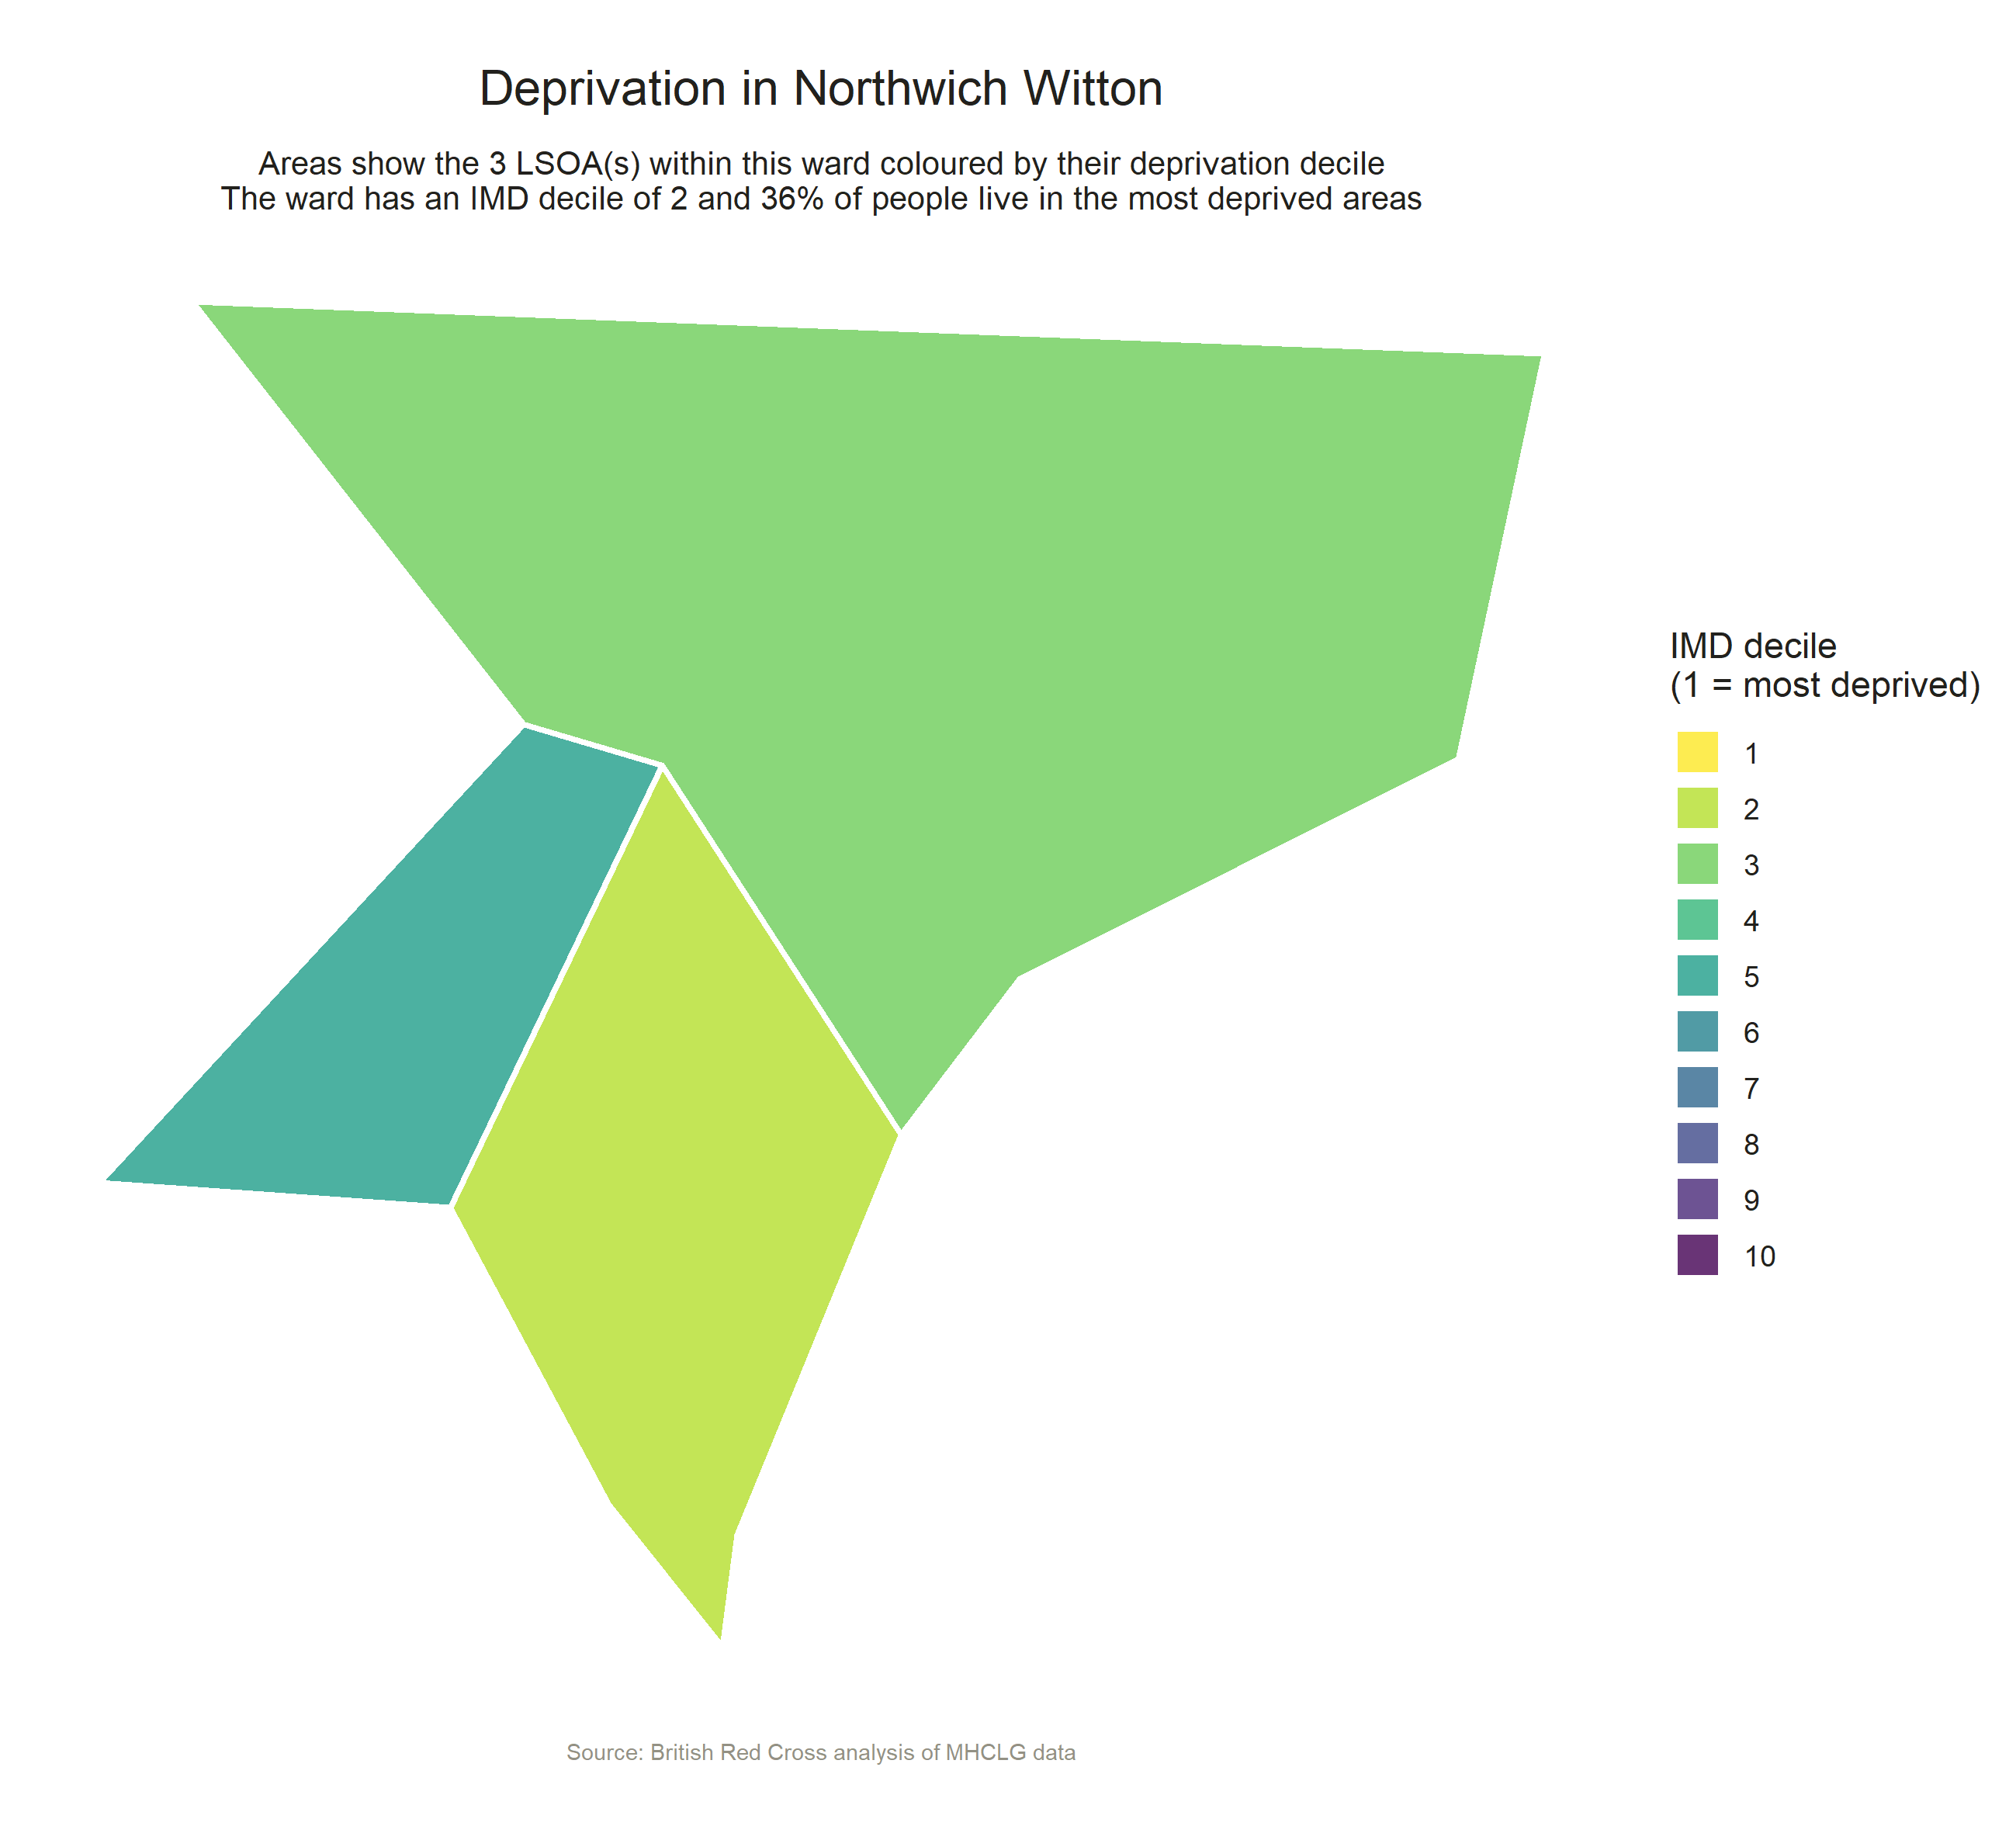 Deprivation in Northwich Witton
Areas show the 3 LSOA(s) within this ward coloured by their deprivation decile
The ward has an IMD decile of 2 and 36% of people live in the most deprived areas
IMD decile
(1 = most deprived)
1
2
3
4
5
6
7
8
9
10
Source: British Red Cross analysis of MHCLG data